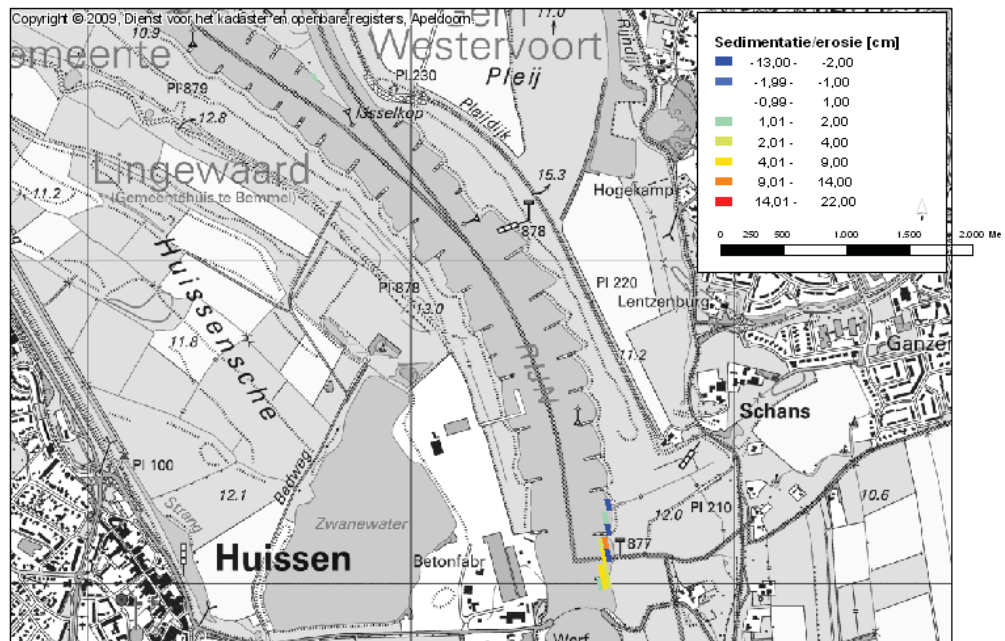 Copyright © 2009, Dienst voor het kadaster en openbare registers, Apeldoorn.
Westervoort
Pleij
Pleijdijk
PI 230
IJsselkop
10.9
11.0
Rijndijk
PI 879
12.8
Lingewaard
(Gemeentehuis te Bemmel)
11.2
15.3
Hogekamp
878
Huissensche
PI 878
13.0
PI 220
Lentzenburg
11.8
11.2
RIJN
Schans
PI 100
12.1
Bedweg
Strang
Zwanewater
Huissen
Betonfabr
877
12.0
PI 210
10.6
Sedimentatie/erosie [cm]
-13,00 - -2,00
-1,99 - -1,00
-0,99 - 1,00
1,01 - 2,00
2,01 - 4,00
4,01 - 9,00
9,01 - 14,00
14,01 - 22,00
0 250 500 1.000 1.500 2.000 Me